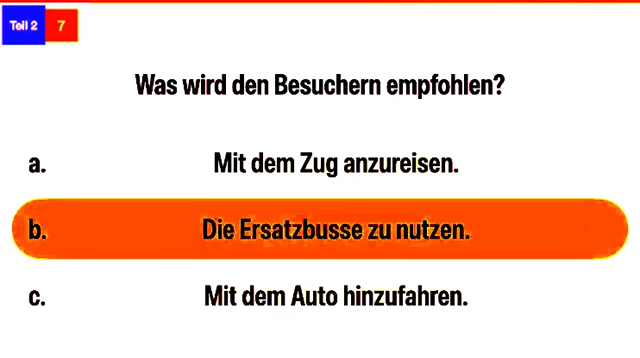 Teil 2 7
Was wird den Besuchern empfohlen?
a. Mit dem Zug anzureisen.
b. Die Ersatzbusse zu nutzen.
c. Mit dem Auto hinzufahren.